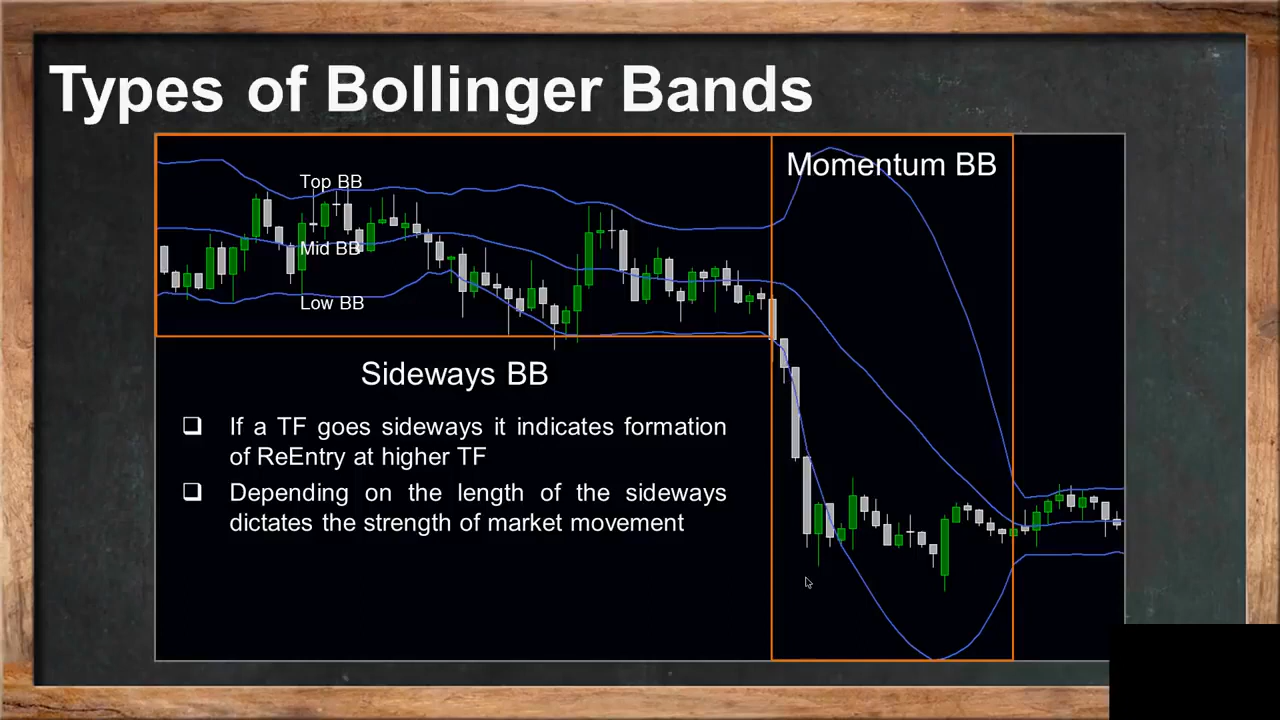 Types of Bollinger Bands
Momentum BB
Top BB
Mid BB
Low BB
Sideways BB
❑ If a TF goes sideways it indicates formation
of ReEntry at higher TF
❑ Depending on the length of the sideways
dictates the strength of market movement